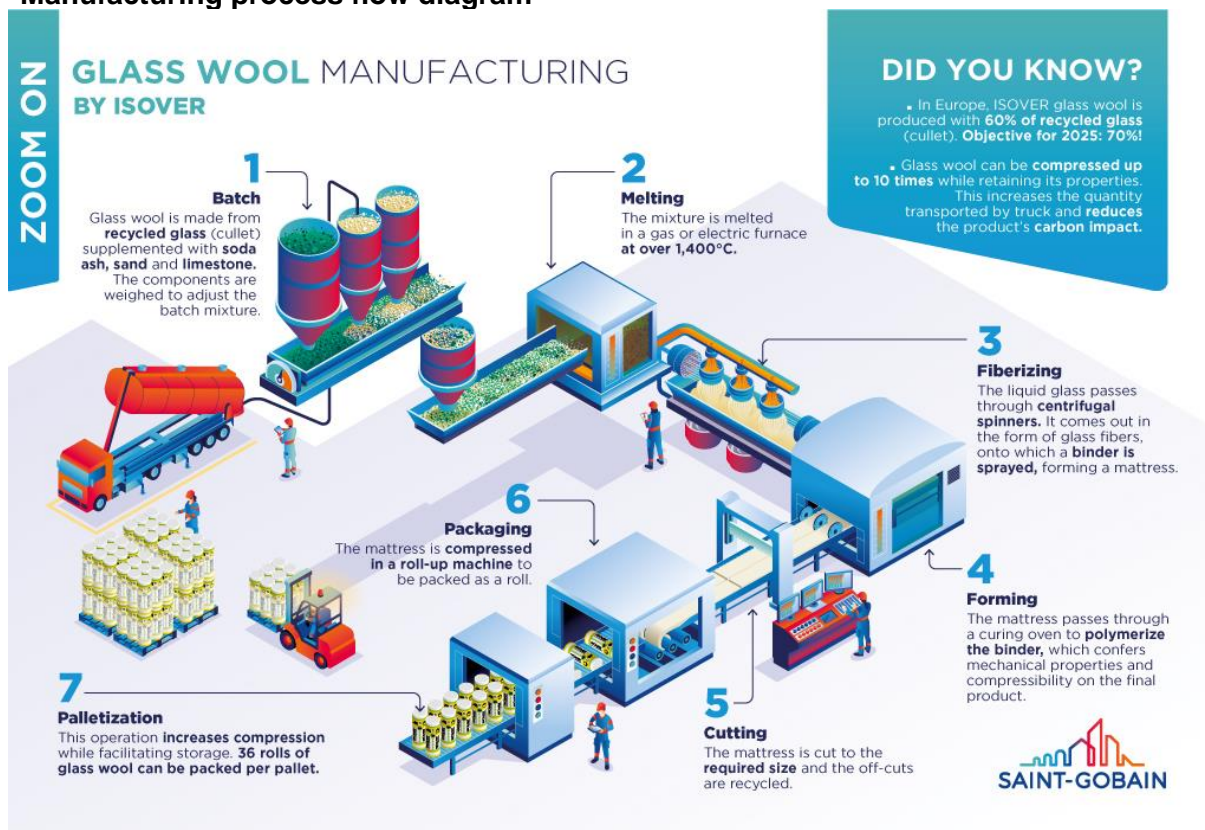 Manufacturing process flow diagram
ZOOM ON
GLASS WOOL MANUFACTURING
BY ISOVER
DID YOU KNOW?
▪ In Europe, ISOVER glass wool is
produced with 60% of recycled glass
(cullet). Objective for 2025: 70%!
▪ Glass wool can be compressed up
to 10 times while retaining its properties.
This increases the quantity
transported by truck and reduces
the product's carbon impact.
1
Batch
Glass wool is made from
recycled glass (cullet)
supplemented with soda
ash, sand and limestone.
The components are
weighed to adjust the
batch mixture.
2
Melting
The mixture is melted
in a gas or electric furnace
at over 1,400°C.
3
Fiberizing
The liquid glass passes
through centrifugal
spinners. It comes out in
the form of glass fibers,
onto which a binder is
sprayed, forming a mattress.
4
Forming
The mattress passes through
a curing oven to polymerize
the binder, which confers
mechanical properties and
compressibility on the final
product.
5
Cutting
The mattress is cut to the
required size and the off-cuts
are recycled.
6
Packaging
The mattress is compressed
in a roll-up machine to
be packed as a roll.
7
Palletization
This operation increases compression
while facilitating storage. 36 rolls of
glass wool can be packed per pallet.
SAINT-GOBAIN